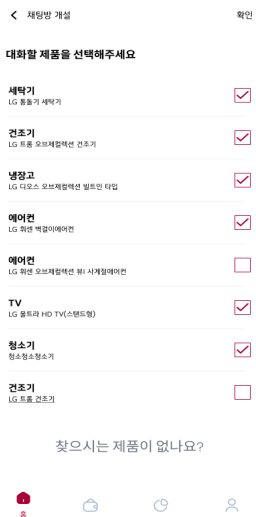 채팅방 개설
확인
대화할 제품을 선택해주세요
세탁기
LG 통돌기 세탁기
건조기
LG 트롬 오브제컬렉션 건조기
냉장고
LG 디오스 오브제컬렉션 빌트인 타입
에어컨
LG 휘센 벽걸이에어컨
에어컨
LG 휘센 오브제컬렉션 뷰I 사계절에어컨
TV
LG 울트라 HD TV(스탠드형)
청소기
청소청소청소기
건조기
LG 트롬 건조기
찾으시는 제품이 없나요?
홈